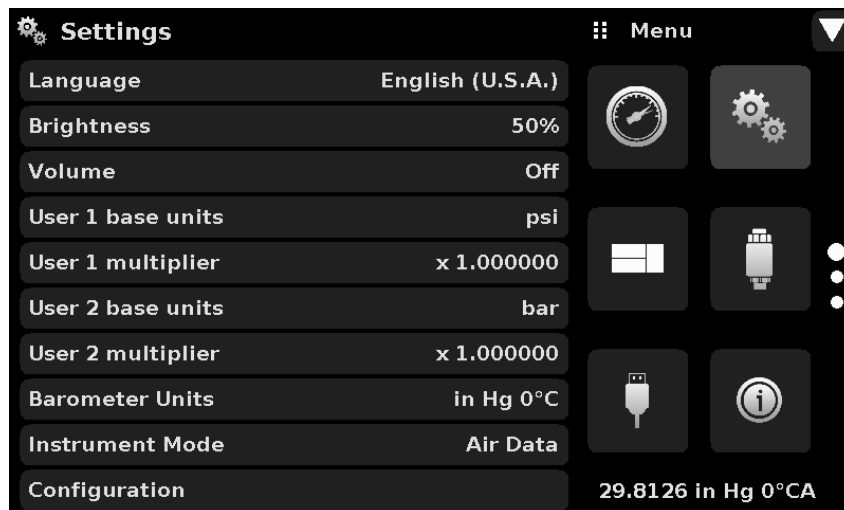 Settings
Language English (U.S.A.)
Brightness 50%
Volume Off
User 1 base units psi
User 1 multiplier x 1.000000
User 2 base units bar
User 2 multiplier x 1.000000
Barometer Units in Hg 0°C
Instrument Mode Air Data
Configuration
Menu
29.8126 in Hg 0°CA